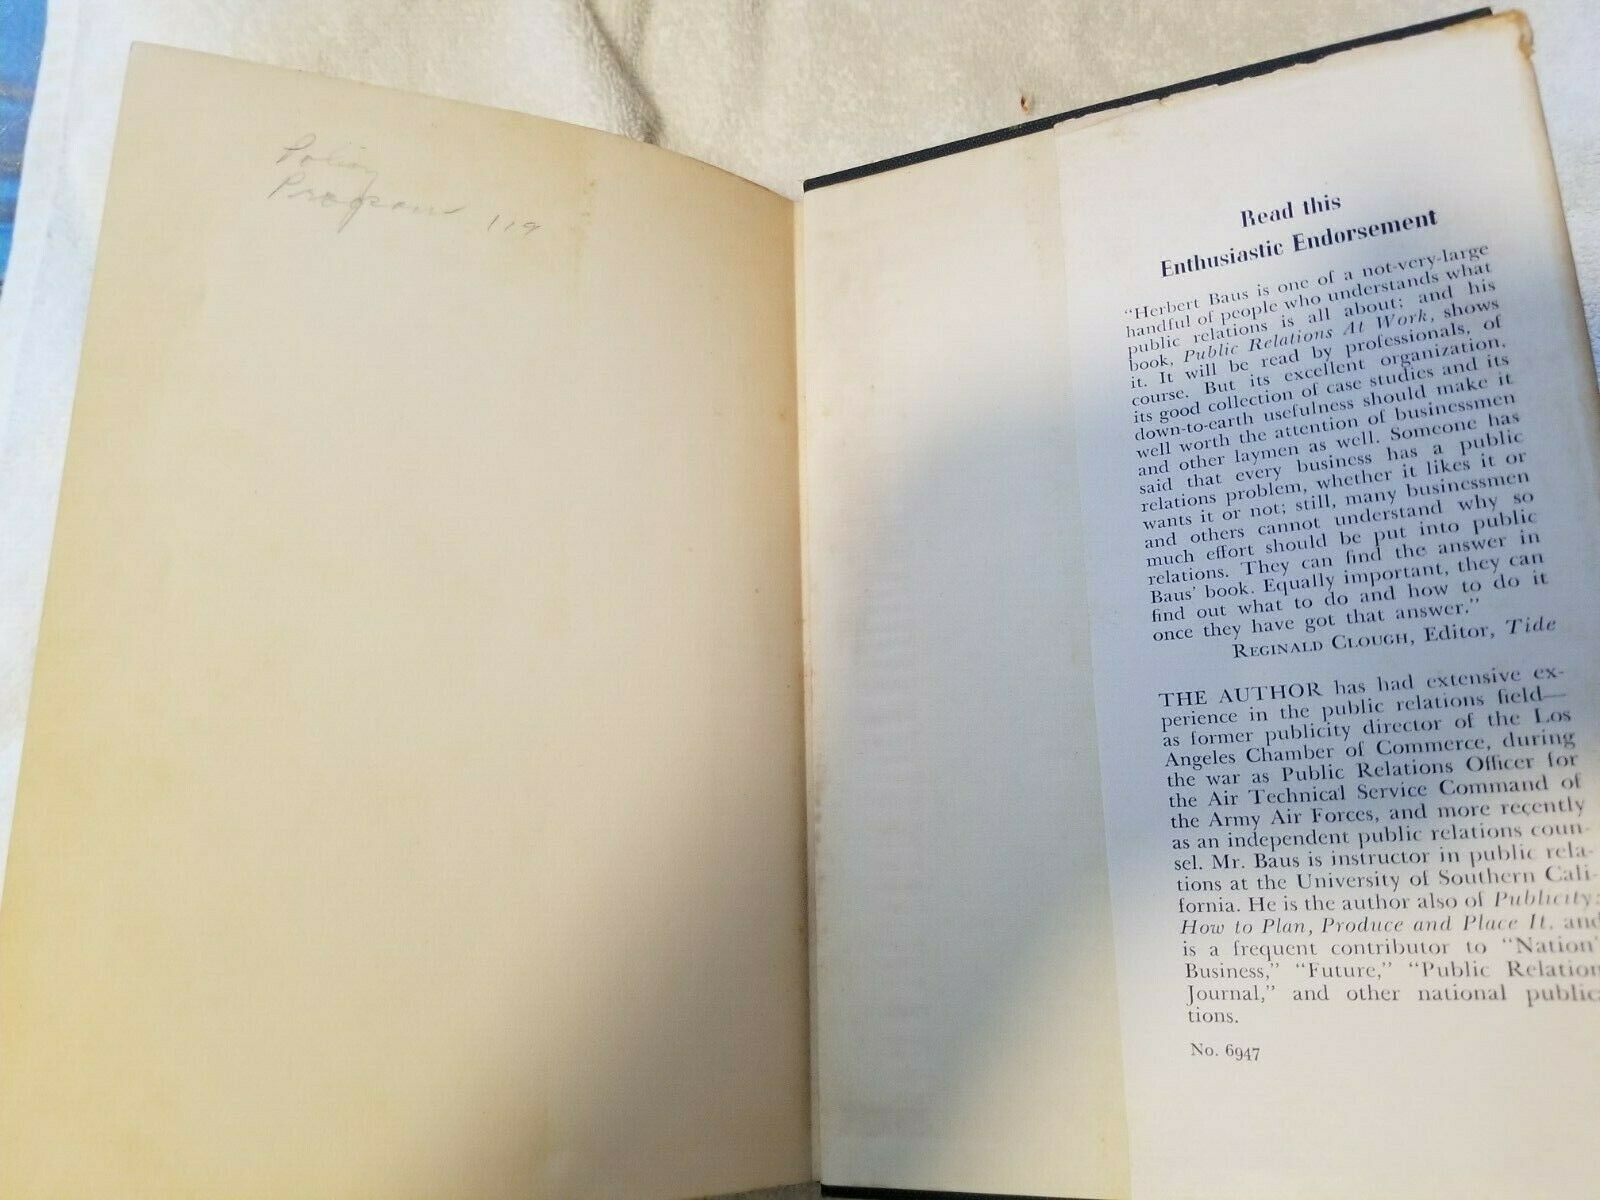 Policy
Program 119
Read this
Enthusiastic Endorsement
"Herbert Baus is one of a not-very-large
handful of people who understands what
public relations is all about; and his
book, Public Relations At Work, shows
it. It will be read by professionals, of
course. But its excellent organization,
its good collection of case studies and its
down-to-earth usefulness should make it
well worth the attention of businessmen
and other laymen as well. Someone has
said that every business has a public
relations problem, whether it likes it or
wants it or not; still, many businessmen
and others cannot understand why so
much effort should be put into public
relations. They can find the answer in
Baus' book. Equally important, they can
find out what to do and how to do it
once they have got that answer."
REGINALD CLOUGH, Editor, Tide
THE AUTHOR has had extensive ex-
perience in the public relations field—
as former publicity director of the Los
Angeles Chamber of Commerce, during
the war as Public Relations Officer for
the Air Technical Service Command of
the Army Air Forces, and more recently
as an independent public relations coun-
sel. Mr. Baus is instructor in public rela-
tions at the University of Southern Cali-
fornia. He is the author also of Publicity:
How to Plan, Produce and Place It, and
is a frequent contributor to "Nation'
Business," "Future," "Public Relation
Journal," and other national public
tions.
No. 6947